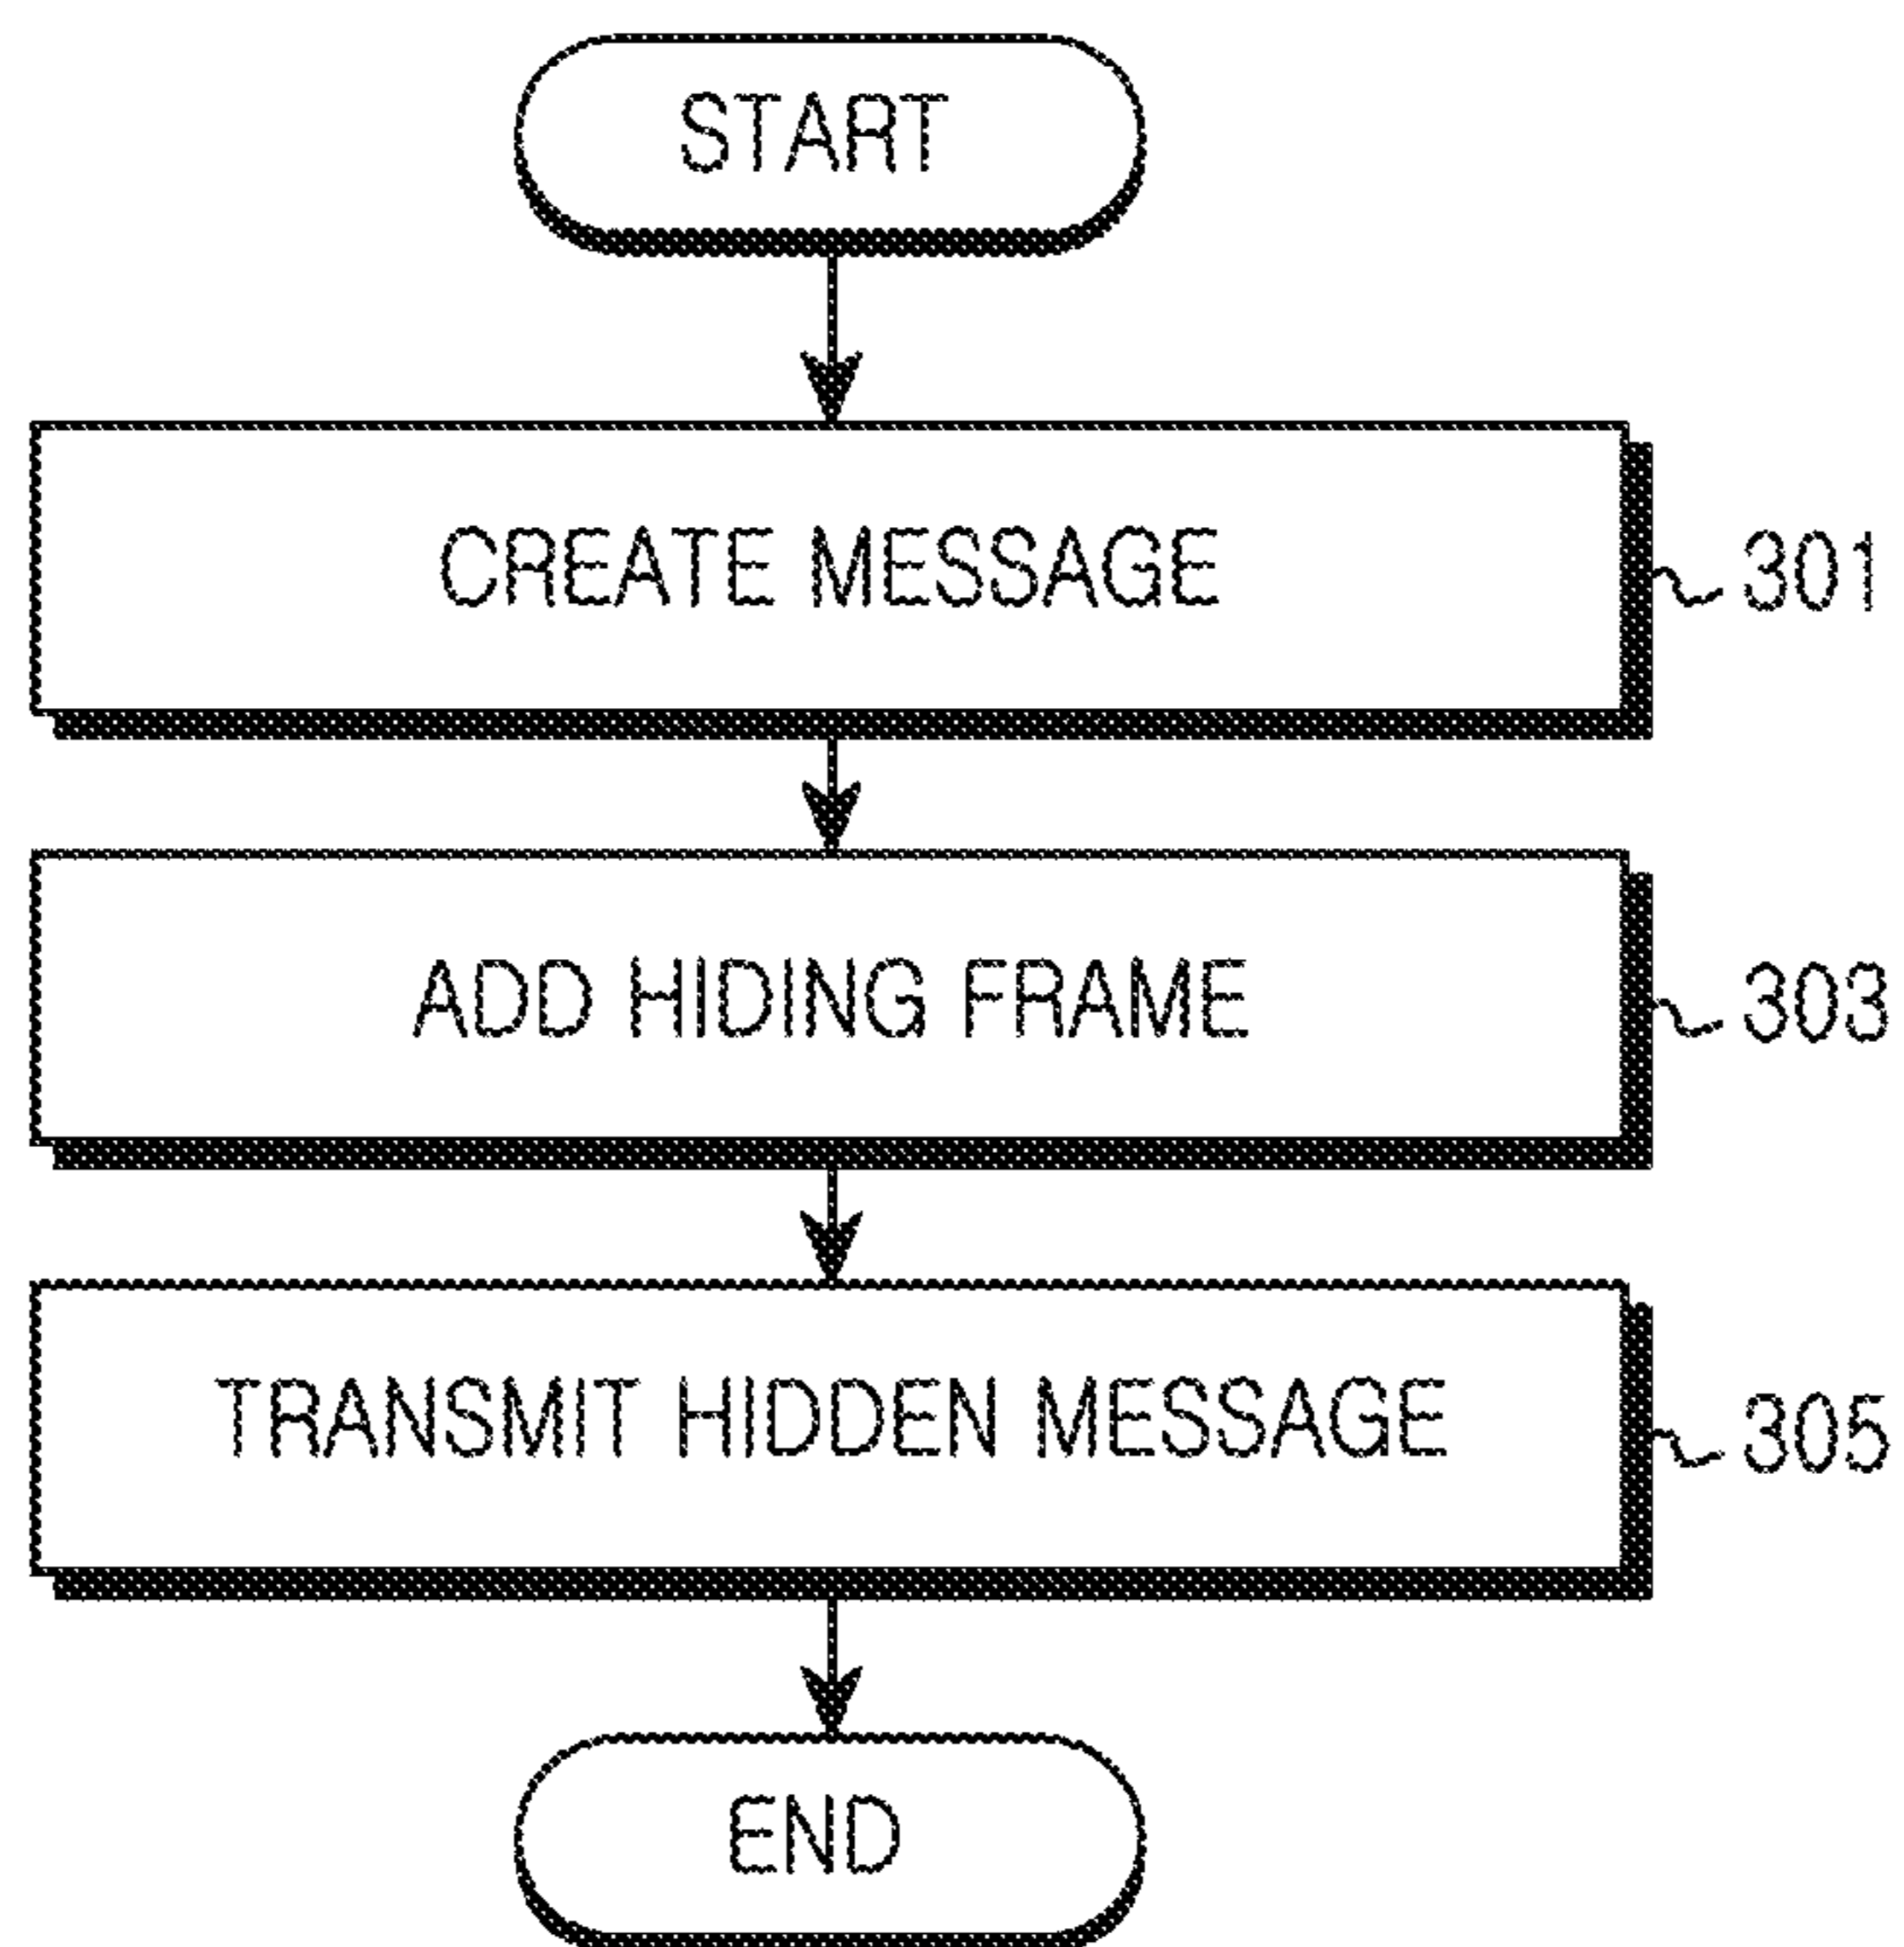 START
CREATE MESSAGE 301
ADD HIDING FRAME 303
TRANSMIT HIDDEN MESSAGE 305
END